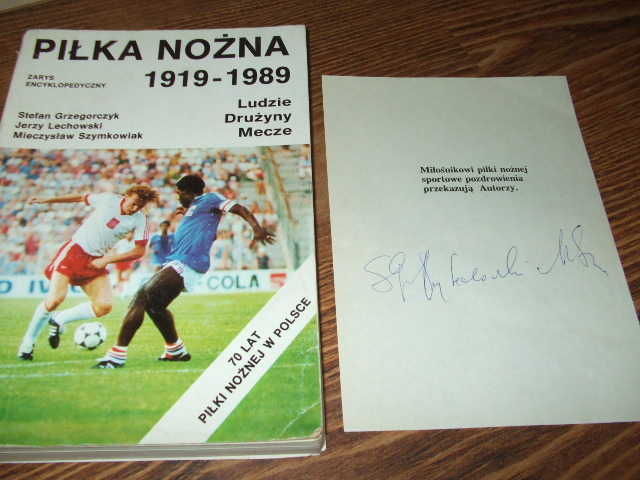 PIŁKA NOŻNA
ZARYS
ENCYKLOPEDYCZNY
1919-1989
Stefan Grzegorczyk
Jerzy Lechowski
Mieczysław Szymkowiak
Ludzie
Drużyny
Mecze
COLA
70 LAT
PIŁKI NOŻNEJ W POLSCE
Miłośnikowi piłki nożnej
sportowe pozdrowienia
przekazują Autorzy.